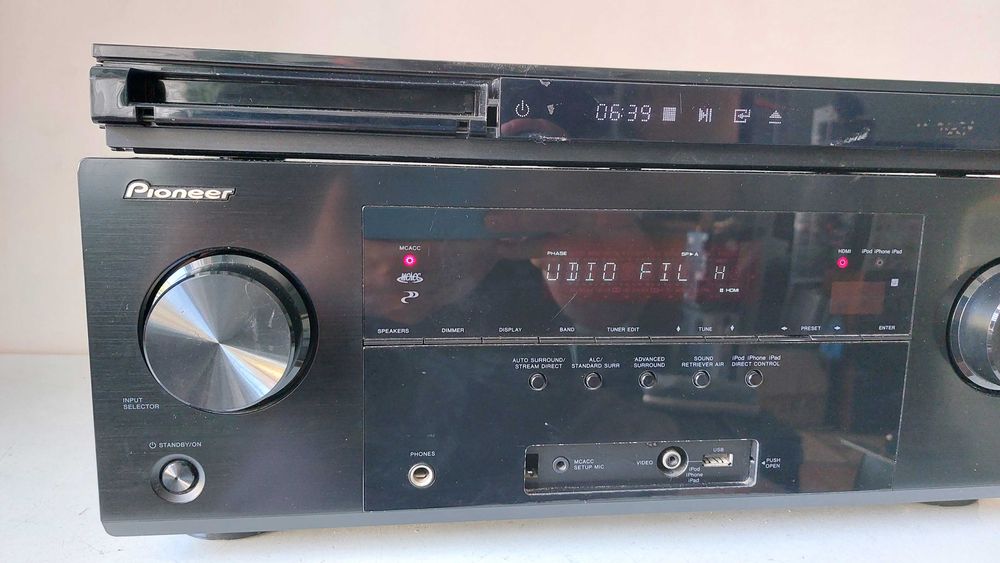 06:39
Pioneer
MCACC
PHASE
SP►A
HDMI
iPod iPhone iPad
UDIO FIL H
HDMI
SPEAKERS
DIMMER
DISPLAY
BAND
TUNER EDIT
TUNE
PRESET
ENTER
AUTO SURROUND/
STREAM DIRECT
ALC/
STANDARD SURR
ADVANCED
SURROUND
SOUND
RETRIEVER AIR
iPod iPhone iPad
DIRECT CONTROL
INPUT
SELECTOR
STANDBY/ON
PHONES
MCACC
SETUP MIC
VIDEO
USB
iPod
iPhone
iPad
PUSH
OPEN